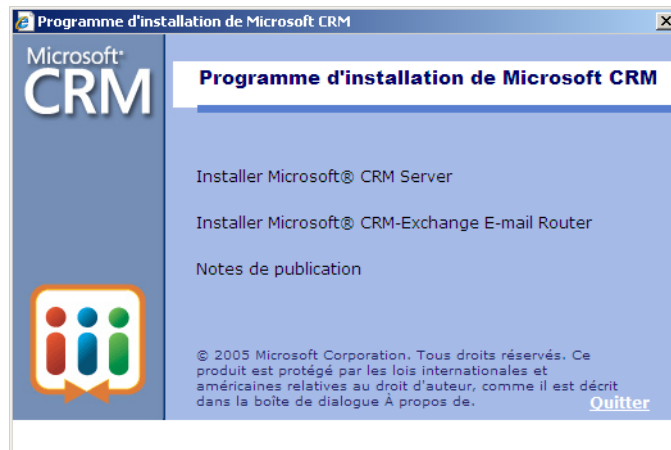 Programme d'installation de Microsoft CRM
Microsoft
CRM
Programme d'installation de Microsoft CRM
Installer Microsoft® CRM Server
Installer Microsoft® CRM-Exchange E-mail Router
Notes de publication
© 2005 Microsoft Corporation. Tous droits réservés. Ce
produit est protégé par les lois internationales et
américaines relatives au droit d'auteur, comme il est décrit
dans la boîte de dialogue À propos de.
Quitter